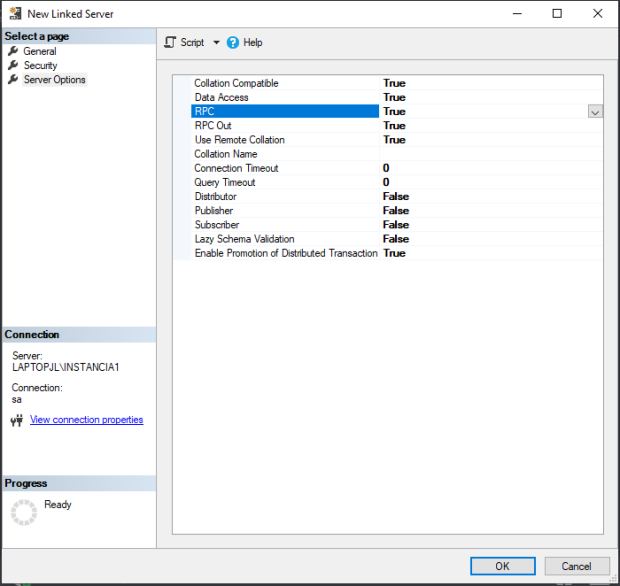 New Linked Server
Select a page
General
Security
Server Options
Script
Help
Collation Compatible True
Data Access True
RPC True
RPC Out True
Use Remote Collation True
Collation Name
Connection Timeout 0
Query Timeout 0
Distributor False
Publisher False
Subscriber False
Lazy Schema Validation False
Enable Promotion of Distributed Transaction True
Connection
Server:
LAPTOPJL\INSTANCIA1
Connection:
sa
View connection properties
Progress
Ready
OK
Cancel